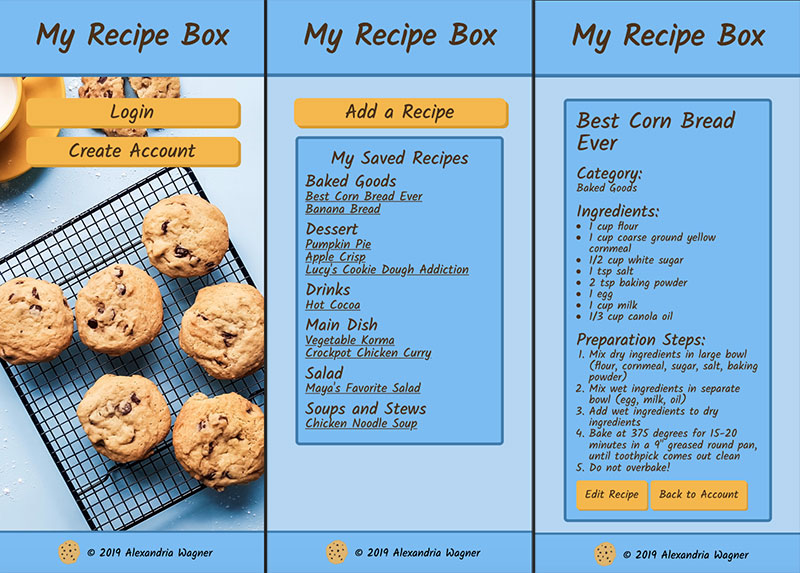 My Recipe Box
Login
Create Account
© 2019 Alexandria Wagner
My Recipe Box
Add a Recipe
My Saved Recipes
Baked Goods
Best Corn Bread Ever
Banana Bread
Dessert
Pumpkin Pie
Apple Crisp
Lucy's Cookie Dough Addiction
Drinks
Hot Cocoa
Main Dish
Vegetable Korma
Crockpot Chicken Curry
Salad
Maya's Favorite Salad
Soups and Stews
Chicken Noodle Soup
© 2019 Alexandria Wagner
My Recipe Box
Best Corn Bread
Ever
Category:
Baked Goods
Ingredients:
• 1 cup flour
• 1 cup coarse ground yellow
cornmeal
• 1/2 cup white sugar
• 1 tsp salt
• 2 tsp baking powder
• 1 egg
• 1 cup milk
• 1/3 cup canola oil
Preparation Steps:
1. Mix dry ingredients in large bowl
(flour, cornmeal, sugar, salt, baking
powder)
2. Mix wet ingredients in separate
bowl (egg, milk, oil)
3. Add wet ingredients to dry
ingredients
4. Bake at 375 degrees for 15-20
minutes in a 9" greased round pan,
until toothpick comes out clean
5. Do not overbake!
Edit Recipe
Back to Account
© 2019 Alexandria Wagner